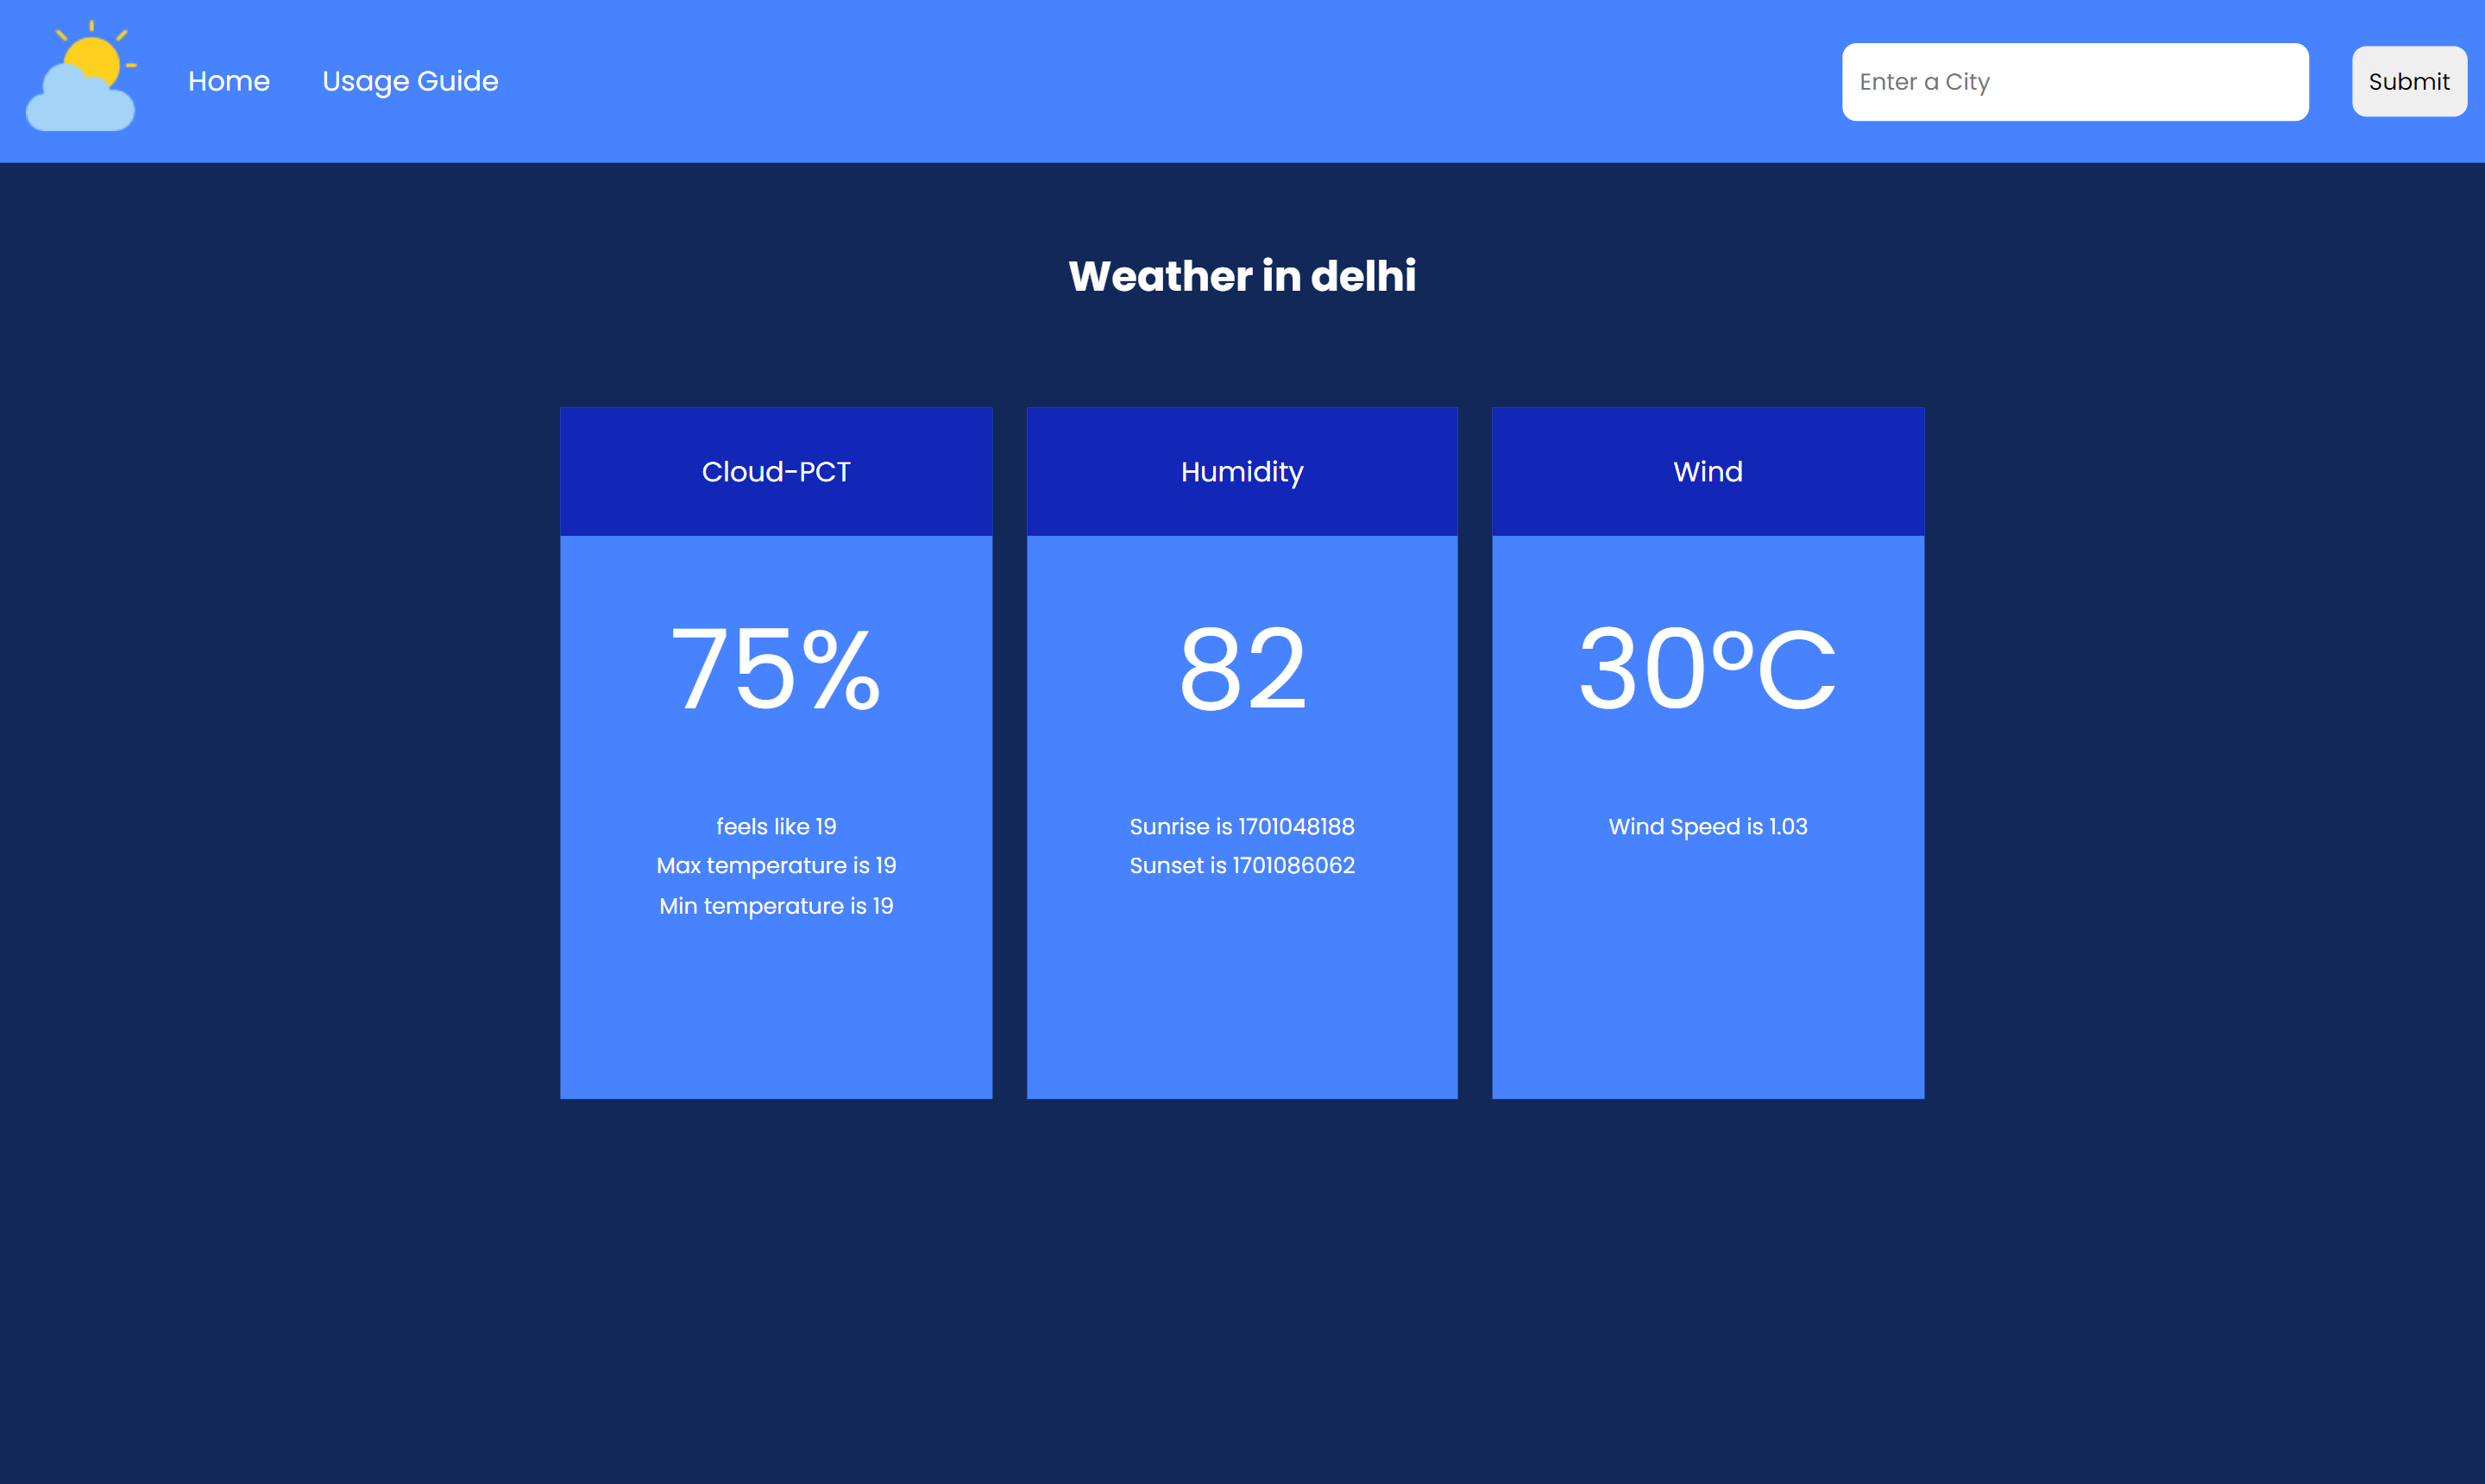 Home
Usage Guide
Enter a City
Submit
Weather in delhi
Cloud-PCT
75%
feels like 19
Max temperature is 19
Min temperature is 19
Humidity
82
Sunrise is 1701048188
Sunset is 1701086062
Wind
30°C
Wind Speed is 1.03